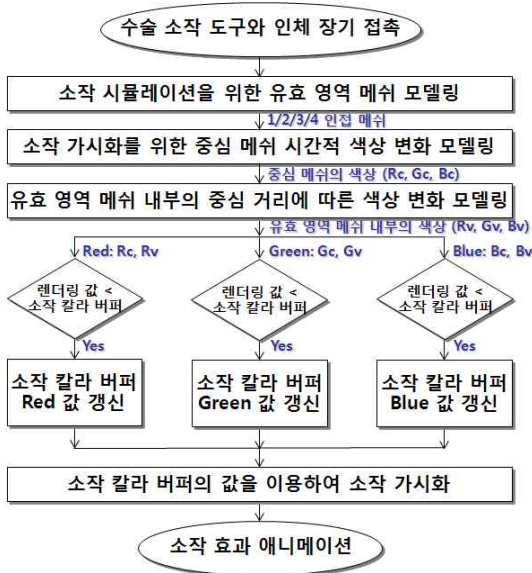 수술 소작 도구와 인체 장기 접촉
소작 시뮬레이션을 위한 유효 영역 메쉬 모델링
1/2/3/4 인접 메쉬
소작 가시화를 위한 중심 메쉬 시간적 색상 변화 모델링
중심 메쉬의 색상 (Rc, Gc, Bc)
유효 영역 메쉬 내부의 중심 거리에 따른 색상 변화 모델링
유효 영역 메쉬 내부의 색상 (Rv, Gv, Bv)
Red: Rc, Rv
Green: Gc, Gv
Blue: Bc, Bv
렌더링 값 <
소작 칼라 버퍼
렌더링 값 <
소작 칼라 버퍼
렌더링 값 <
소작 칼라 버퍼
Yes
Yes
Yes
소작 칼라 버퍼
Red 값 갱신
소작 칼라 버퍼
Green 값 갱신
소작 칼라 버퍼
Blue 값 갱신
소작 칼라 버퍼의 값을 이용하여 소작 가시화
소작 효과 애니메이션